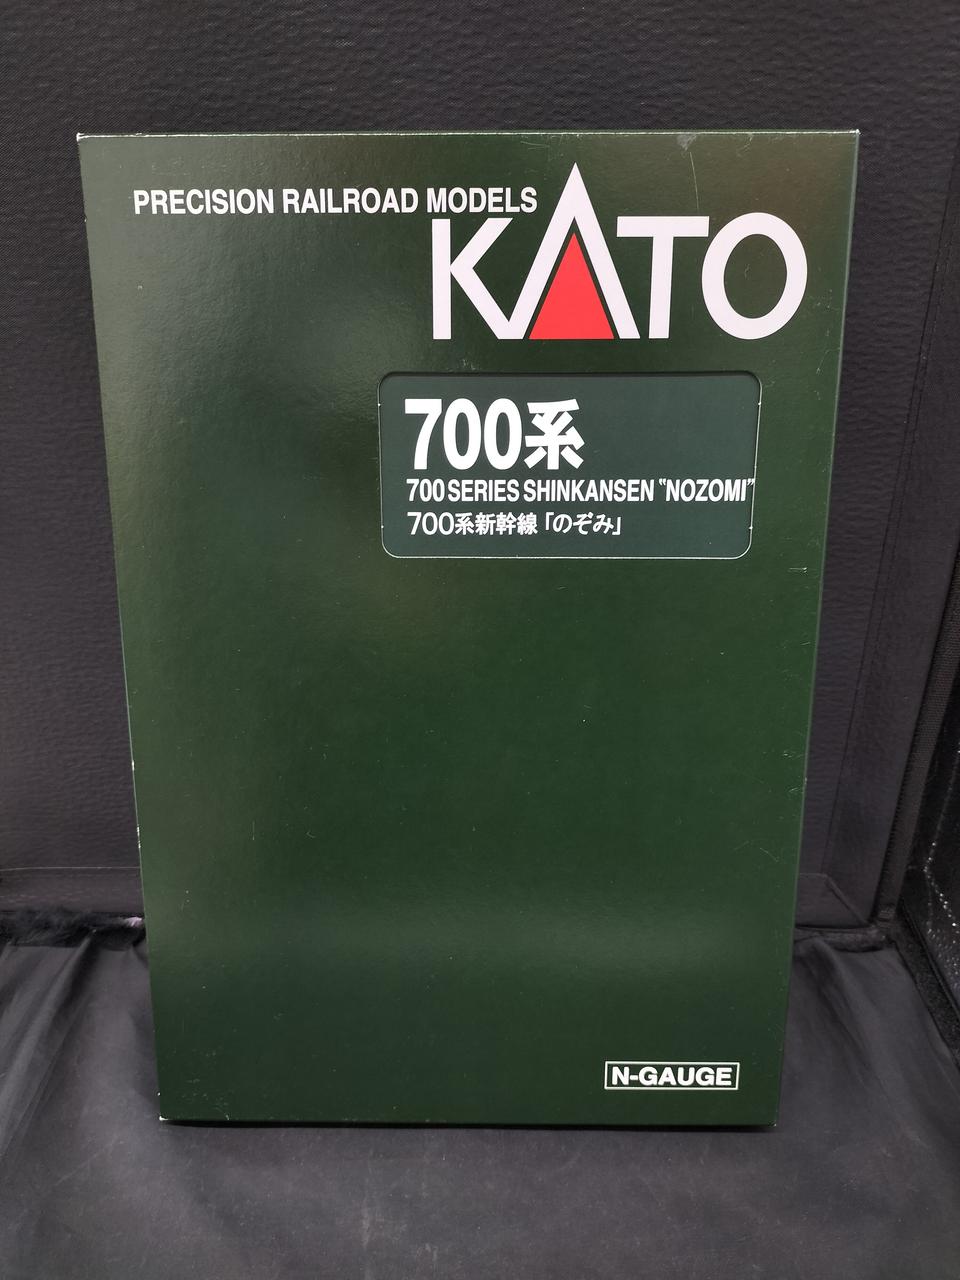 PRECISION RAILROAD MODELS
KATO
700系
700 SERIES SHINKANSEN “NOZOMI”
700系新幹線「のぞみ」
N-GAUGE